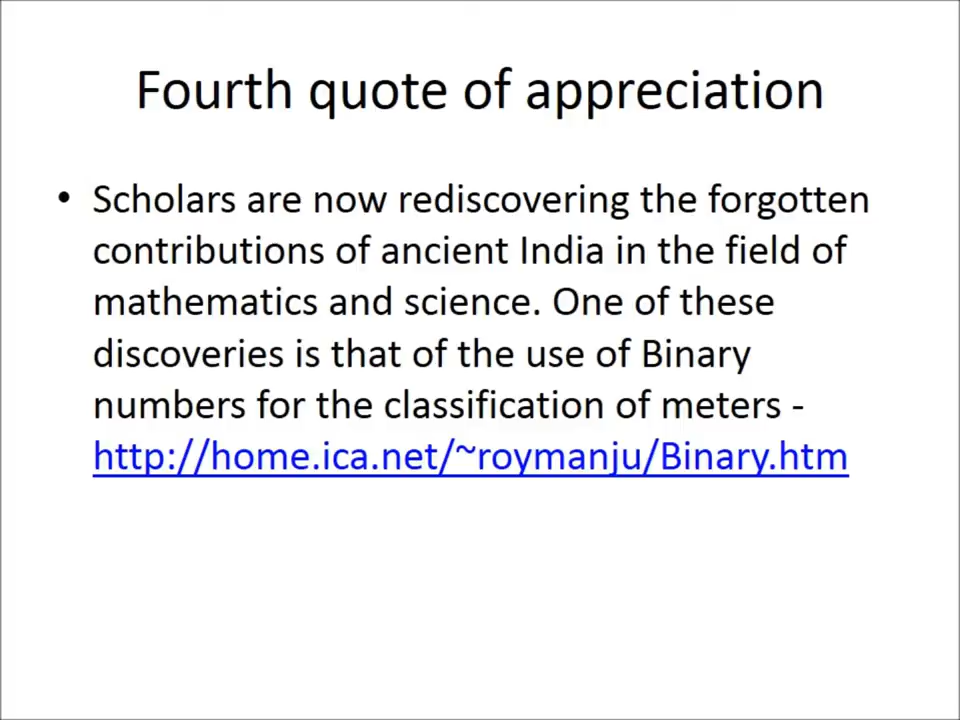 Fourth quote of appreciation
• Scholars are now rediscovering the forgotten
contributions of ancient India in the field of
mathematics and science. One of these
discoveries is that of the use of Binary
numbers for the classification of meters -
http://home.ica.net/~roymanju/Binary.htm